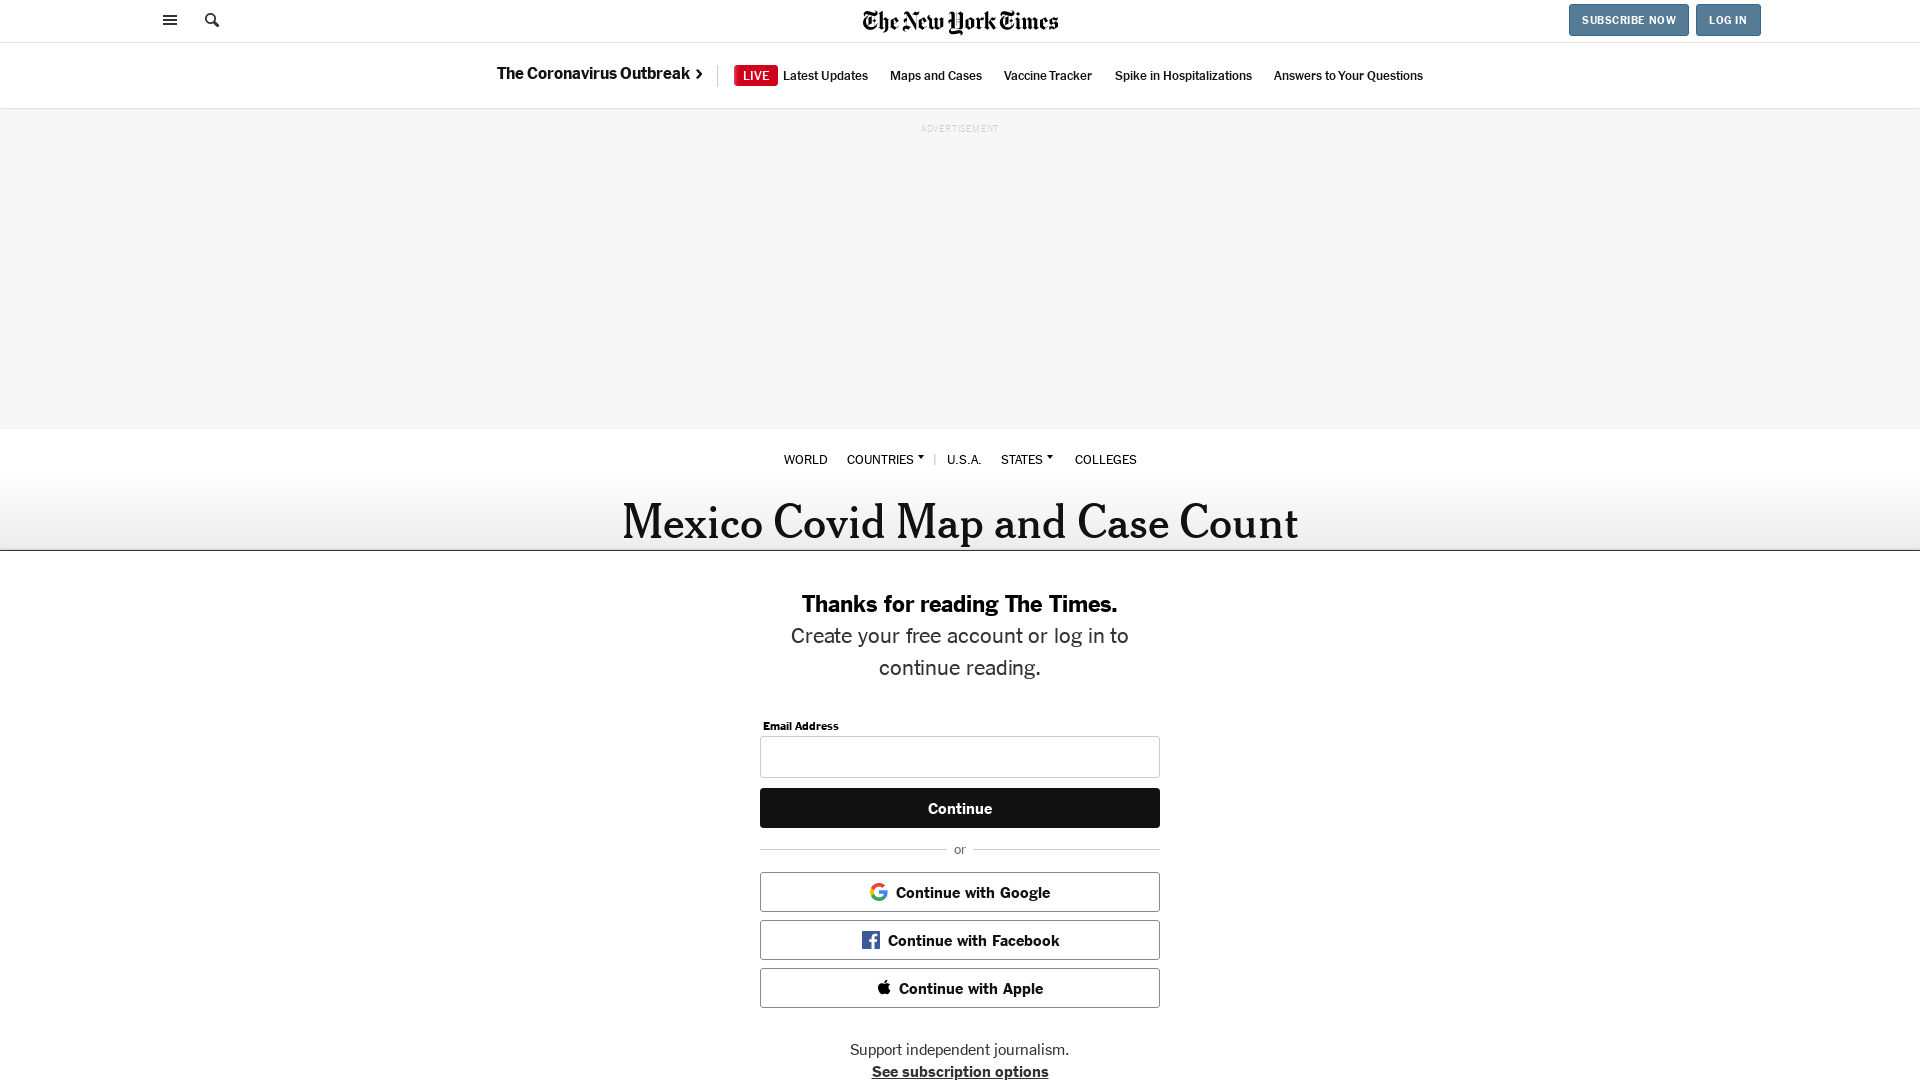 The New York Times
SUBSCRIBE NOW
LOG IN
The Coronavirus Outbreak
LIVE Latest Updates
Maps and Cases
Vaccine Tracker
Spike in Hospitalizations
Answers to Your Questions
ADVERTISEMENT
WORLD
COUNTRIES
U.S.A.
STATES
COLLEGES
Mexico Covid Map and Case Count
Thanks for reading The Times.
Create your free account or log in to
continue reading.
Email Address
Continue
or
Continue with Google
Continue with Facebook
Continue with Apple
Support independent journalism.
See subscription options